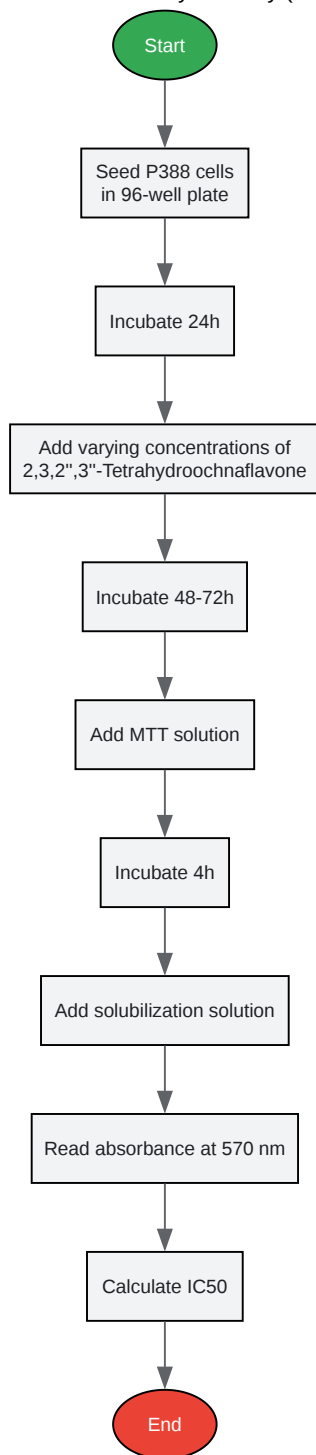 Start
Seed P388 cells
in 96-well plate
Incubate 24h
Add varying concentrations of
2,3,2'',3''-Tetrahydroochnaflavone
Incubate 48-72h
Add MTT solution
Incubate 4h
Add solubilization solution
Read absorbance at 570 nm
Calculate IC50
End